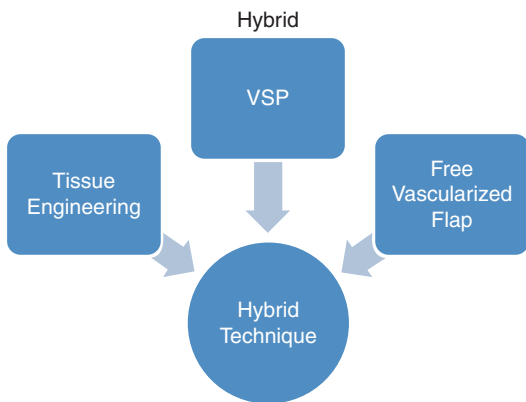 Hybrid
VSP
Tissue
Engineering
Free
Vascularized
Flap
Hybrid
Technique